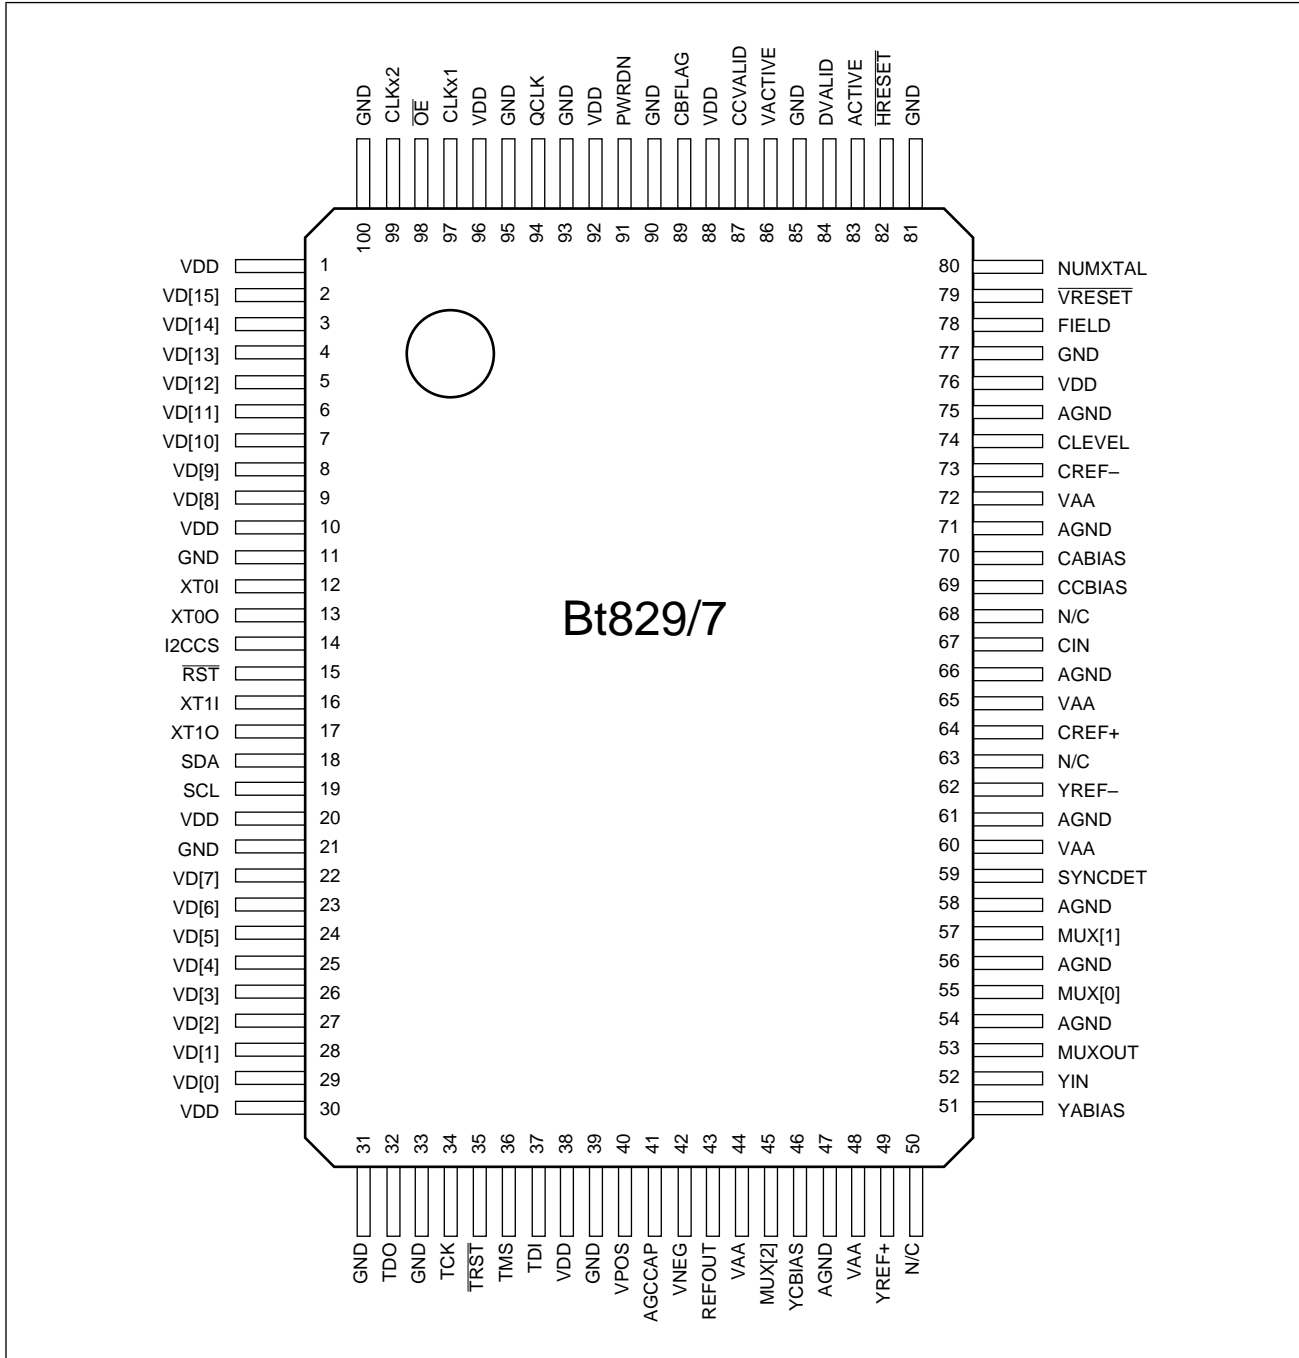 GND CLKx2 O̅E̅ CLKx1 VDD GND QCLK GND VDD PWRDN GND CBFLAG VDD CCVALID VACTIVE GND DVALID ACTIVE H̅R̅E̅S̅E̅T̅ GND
100 99 98 97 96 95 94 93 92 91 90 89 88 87 86 85 84 83 82 81
VDD 1 80 NUMXTAL
VD[15] 2 79 V̅R̅E̅S̅E̅T̅
VD[14] 3 78 FIELD
VD[13] 4 77 GND
VD[12] 5 76 VDD
VD[11] 6 75 AGND
VD[10] 7 74 CLEVEL
VD[9] 8 73 CREF–
VD[8] 9 72 VAA
VDD 10 71 AGND
GND 11 70 CABIAS
XT0I 12 69 CCBIAS
XT0O 13 68 N/C
Bt829/7
I2CCS 14 67 CIN
R̅S̅T̅ 15 66 AGND
XT1I 16 65 VAA
XT1O 17 64 CREF+
SDA 18 63 N/C
SCL 19 62 YREF–
VDD 20 61 AGND
GND 21 60 VAA
VD[7] 22 59 SYNCDET
VD[6] 23 58 AGND
VD[5] 24 57 MUX[1]
VD[4] 25 56 AGND
VD[3] 26 55 MUX[0]
VD[2] 27 54 AGND
VD[1] 28 53 MUXOUT
VD[0] 29 52 YIN
VDD 30 51 YABIAS
31 32 33 34 35 36 37 38 39 40 41 42 43 44 45 46 47 48 49 50
GND TDO GND TCK T̅R̅S̅T̅ TMS TDI VDD GND VPOS AGCCAP VNEG REFOUT VAA MUX[2] YCBIAS AGND VAA YREF+ N/C